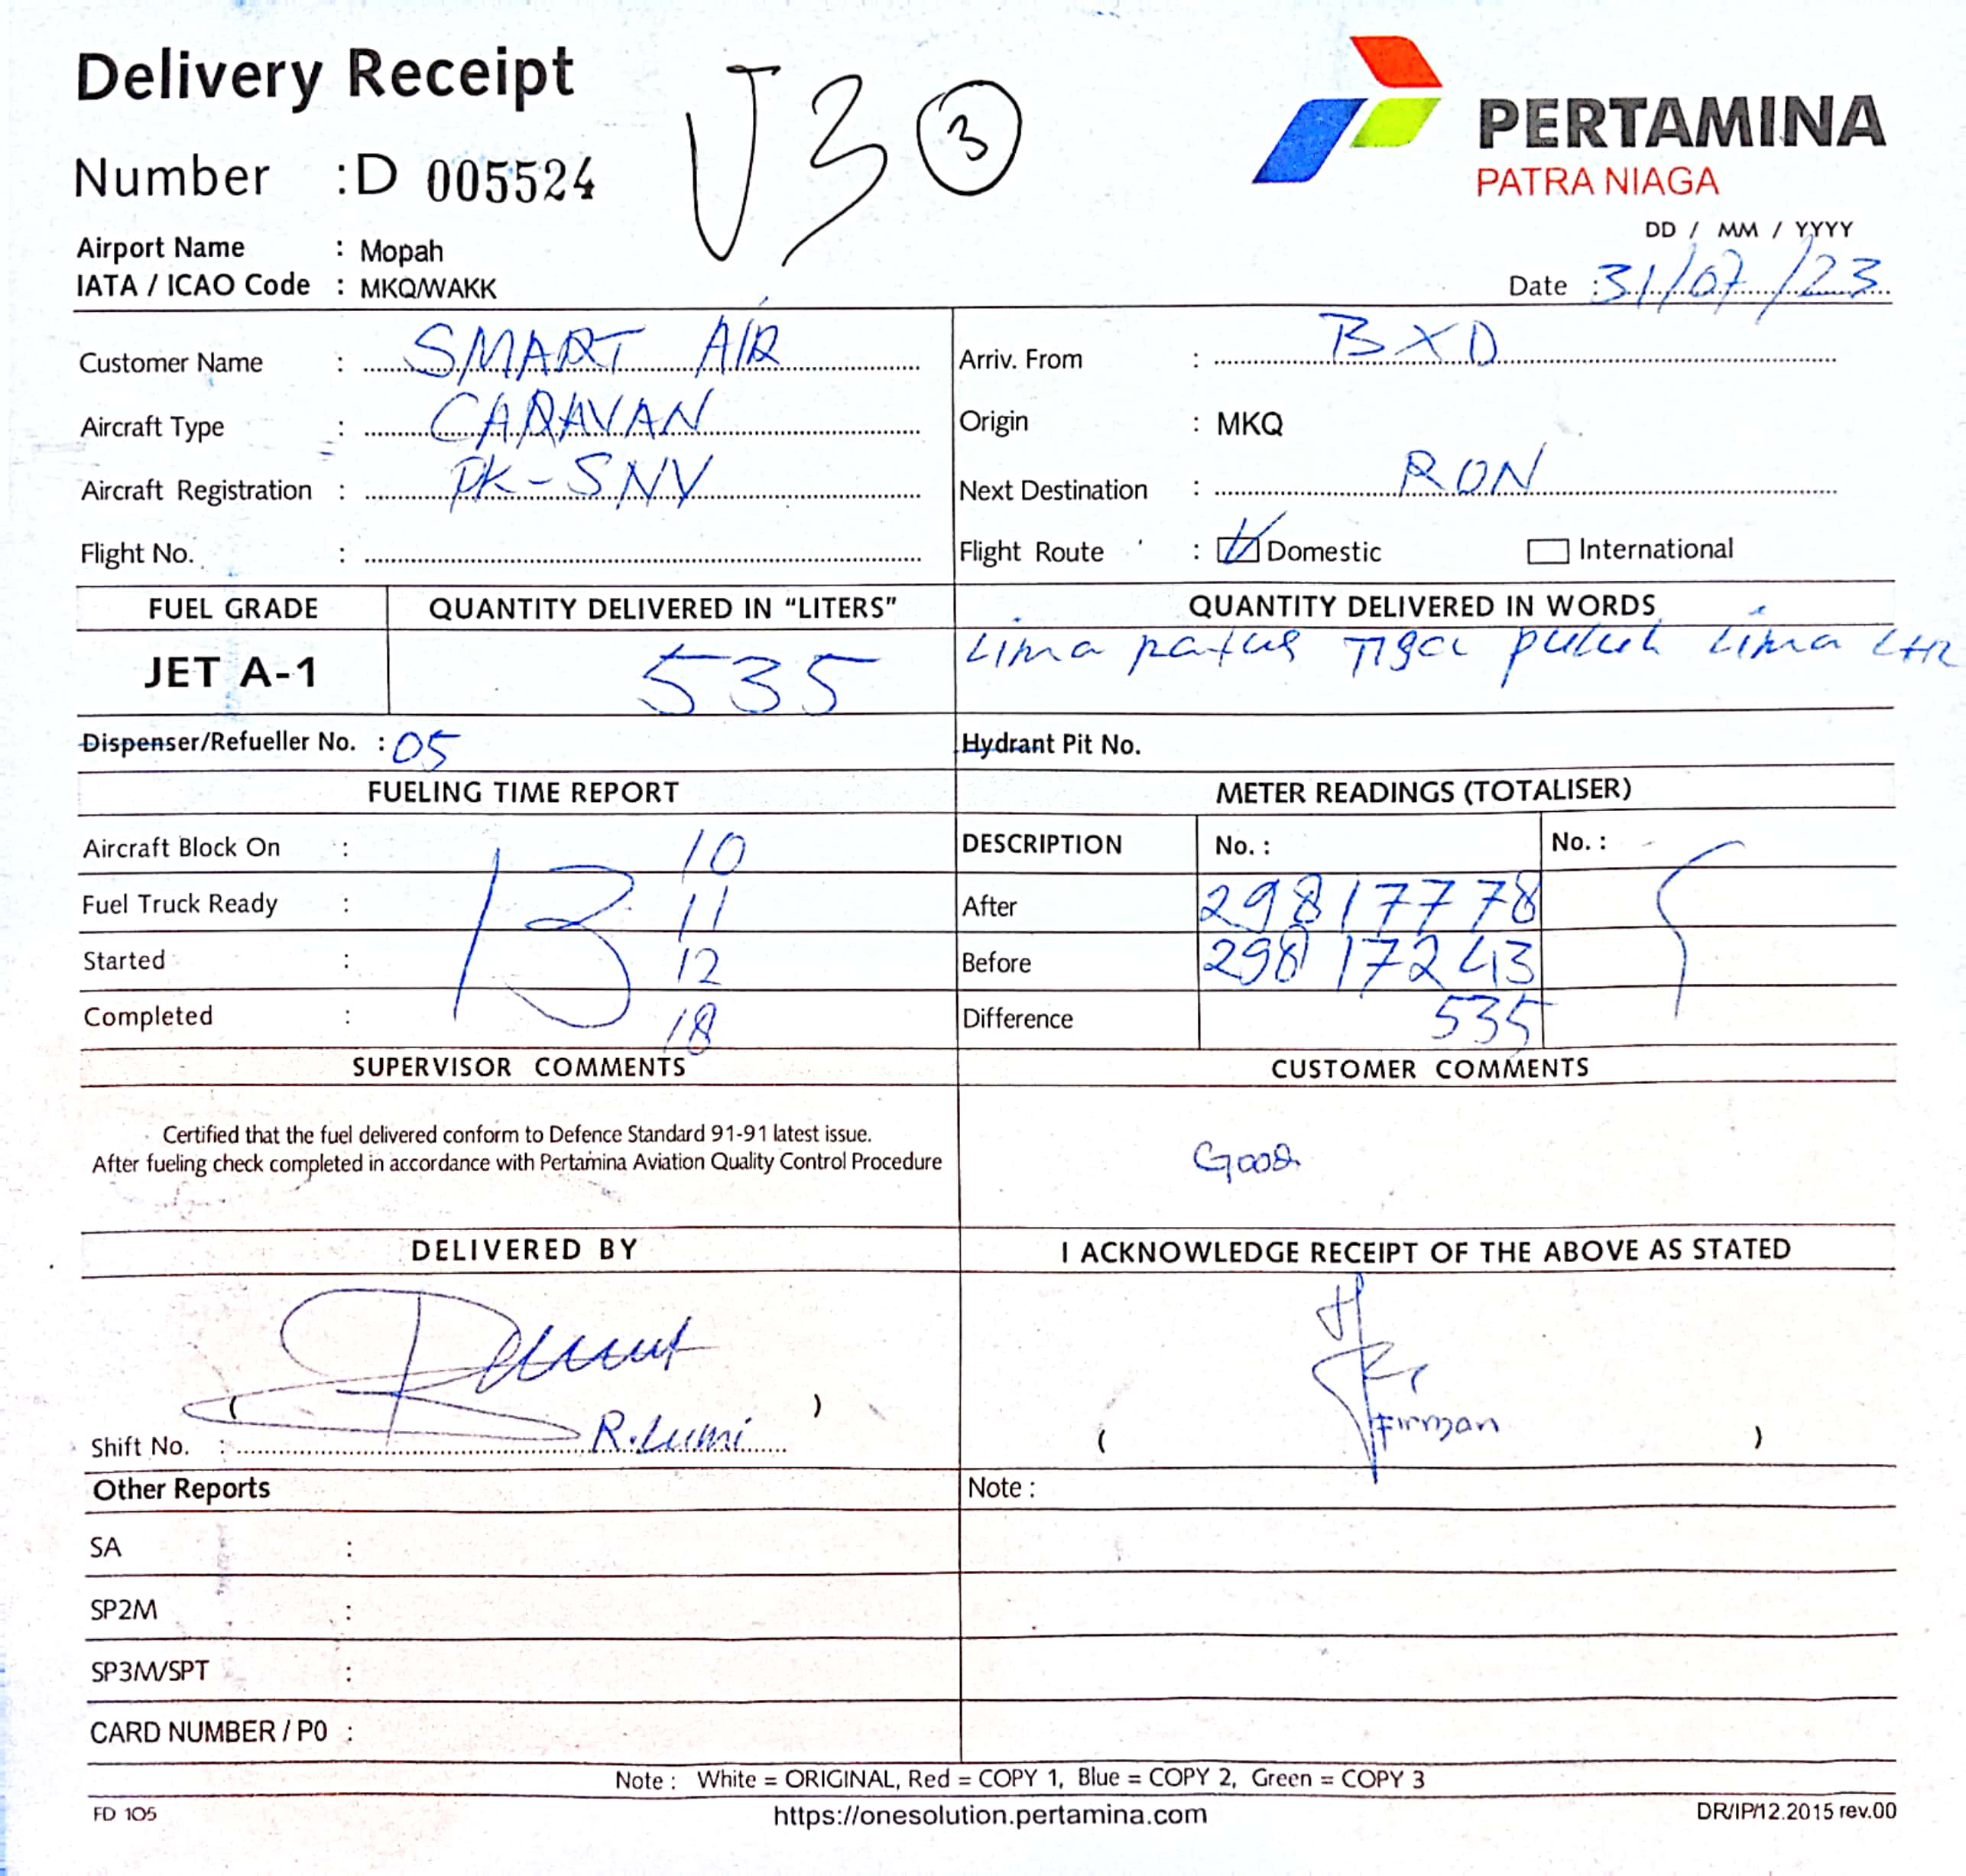 Delivery Receipt
Number : D 005524
J3 3
PERTAMINA
PATRA NIAGA
Airport Name : Mopah
IATA / ICAO Code : MKQ/WAKK
DD / MM / YYYY
Date : 31/07/23
Customer Name : SMART AIR
Arriv. From : BXD
Aircraft Type : CARAVAN
Origin : MKQ
Aircraft Registration : PK-SNV
Next Destination : RON
Flight No. :
Flight Route : Domestic International
FUEL GRADE QUANTITY DELIVERED IN “LITERS” QUANTITY DELIVERED IN WORDS
JET A-1 535 Lima ratus Tiga puluh Lima LTR
Dispenser/Refueller No. : 05 Hydrant Pit No.
FUELING TIME REPORT METER READINGS (TOTALISER)
Aircraft Block On : 13 10 DESCRIPTION No. : No. :
Fuel Truck Ready : 11 After 29817778
Started : 12 Before 29817243
Completed : 18 Difference 535
SUPERVISOR COMMENTS CUSTOMER COMMENTS
Certified that the fuel delivered conform to Defence Standard 91-91 latest issue.
After fueling check completed in accordance with Pertamina Aviation Quality Control Procedure
Good
DELIVERED BY I ACKNOWLEDGE RECEIPT OF THE ABOVE AS STATED
( )
Shift No. : R.Lumi
( Firman )
Other Reports Note :
SA :
SP2M :
SP3M/SPT :
CARD NUMBER / PO :
Note : White = ORIGINAL, Red = COPY 1, Blue = COPY 2, Green = COPY 3
FD 105 https://onesolution.pertamina.com DR/IP/12.2015 rev.00